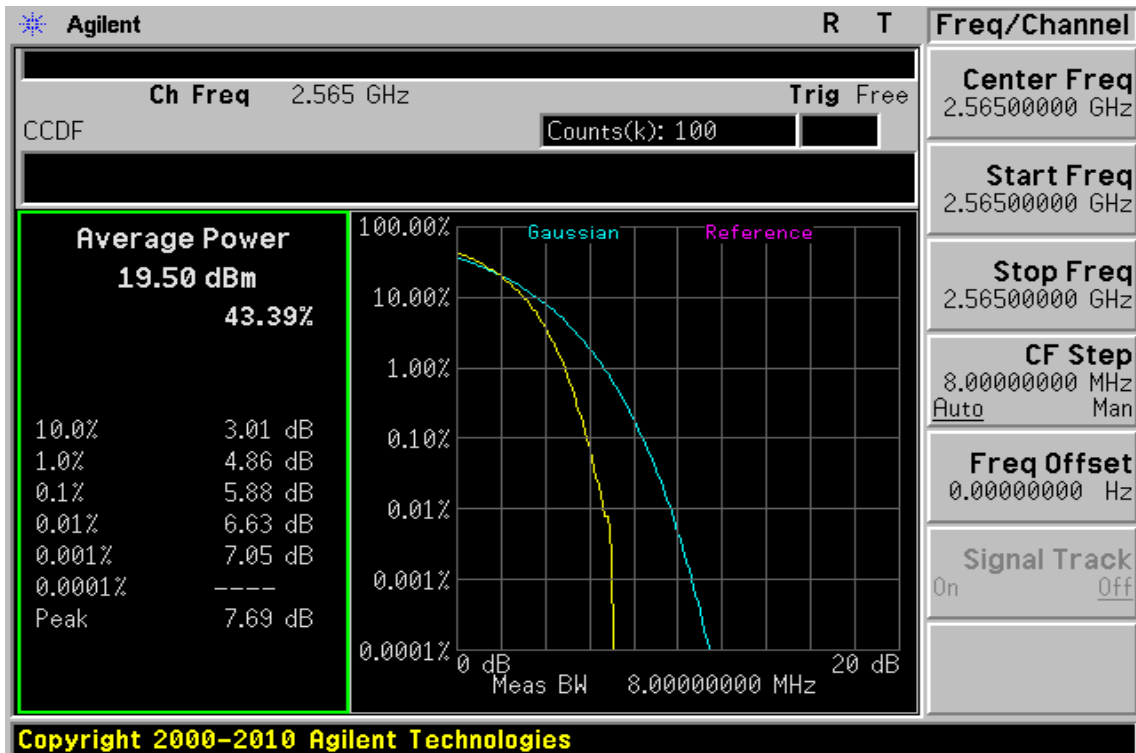 Agilent R T Freq/Channel
Ch Freq 2.565 GHz Trig Free
CCDF Counts(k): 100
Center Freq
2.56500000 GHz
Start Freq
2.56500000 GHz
Stop Freq
2.56500000 GHz
CF Step
8.00000000 MHz
Auto Man
Freq Offset
0.00000000 Hz
Signal Track
On Off
Average Power
19.50 dBm
43.39%
10.0% 3.01 dB
1.0% 4.86 dB
0.1% 5.88 dB
0.01% 6.63 dB
0.001% 7.05 dB
0.0001% ----
Peak 7.69 dB
Gaussian Reference
100.00%
10.00%
1.00%
0.10%
0.01%
0.001%
0.0001%
0 dB 20 dB
Meas BW 8.00000000 MHz
Copyright 2000-2010 Agilent Technologies